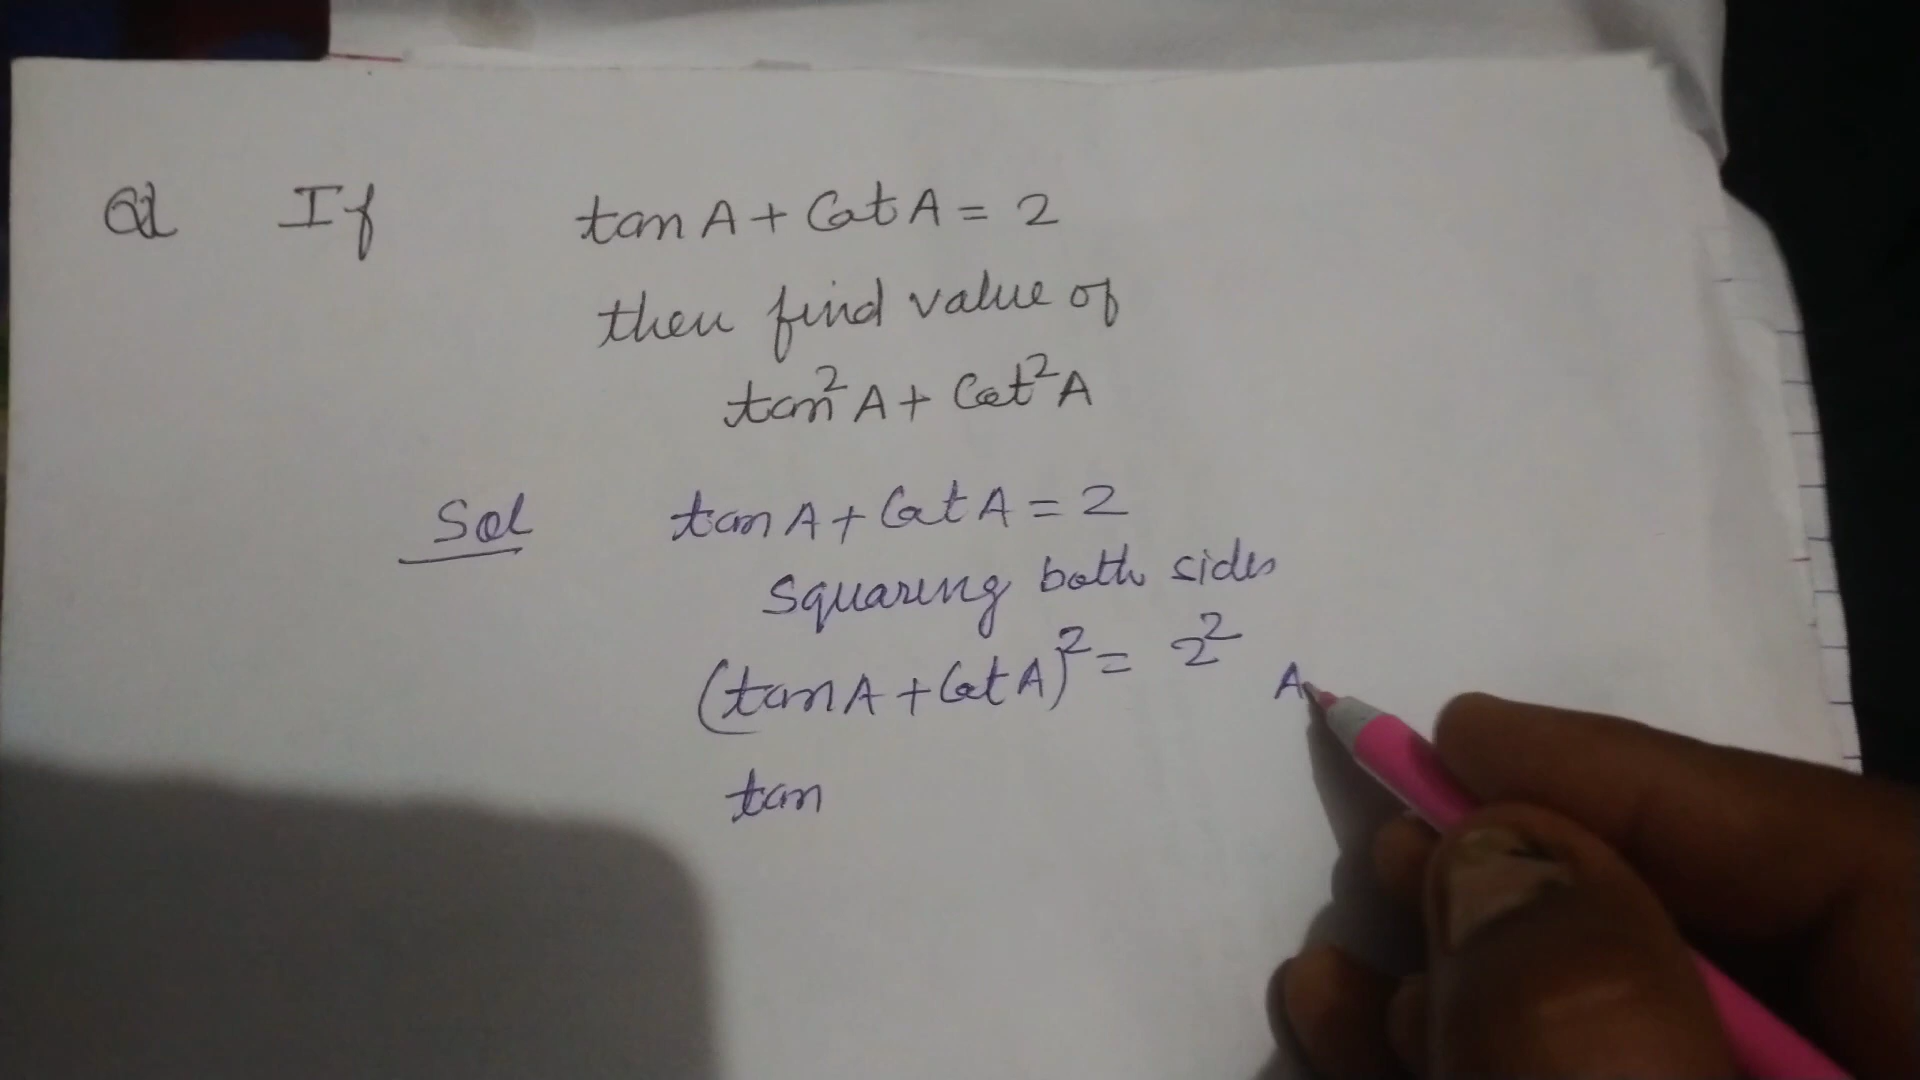 Q1 If tan A + Cot A = 2
then find value of
tan² A + Cot² A
Sol tan A + Cot A = 2
Squaring both sides
(tan A + Cot A)² = 2²
A
tan